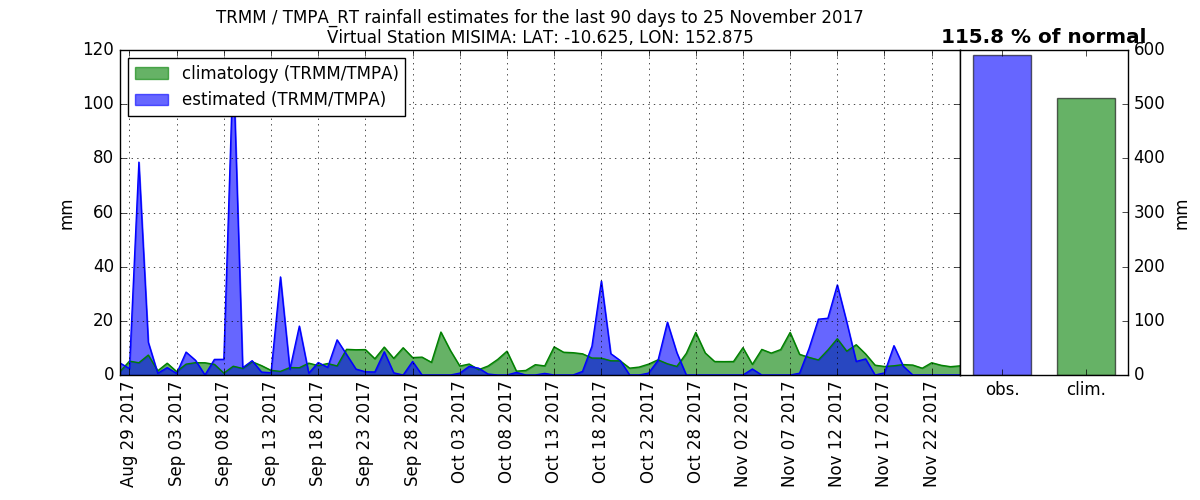 TRMM / TMPA_RT rainfall estimates for the last 90 days to 25 November 2017
Virtual Station MISIMA: LAT: -10.625, LON: 152.875
115.8 % of normal
climatology (TRMM/TMPA)
estimated (TRMM/TMPA)
120
100
80
60
40
20
0
mm
600
500
400
300
200
100
0
mm
Aug 29 2017
Sep 03 2017
Sep 08 2017
Sep 13 2017
Sep 18 2017
Sep 23 2017
Sep 28 2017
Oct 03 2017
Oct 08 2017
Oct 13 2017
Oct 18 2017
Oct 23 2017
Oct 28 2017
Nov 02 2017
Nov 07 2017
Nov 12 2017
Nov 17 2017
Nov 22 2017
obs.
clim.